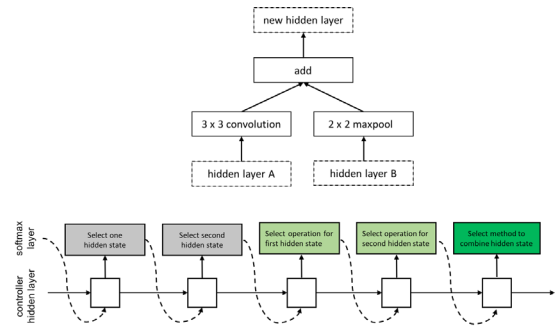 new hidden layer
add
3 x 3 convolution
2 x 2 maxpool
hidden layer A
hidden layer B
softmax
layer
Select one
hidden state
Select second
hidden state
Select operation for
first hidden state
Select operation for
second hidden state
Select method to
combine hidden state
controller
hidden layer